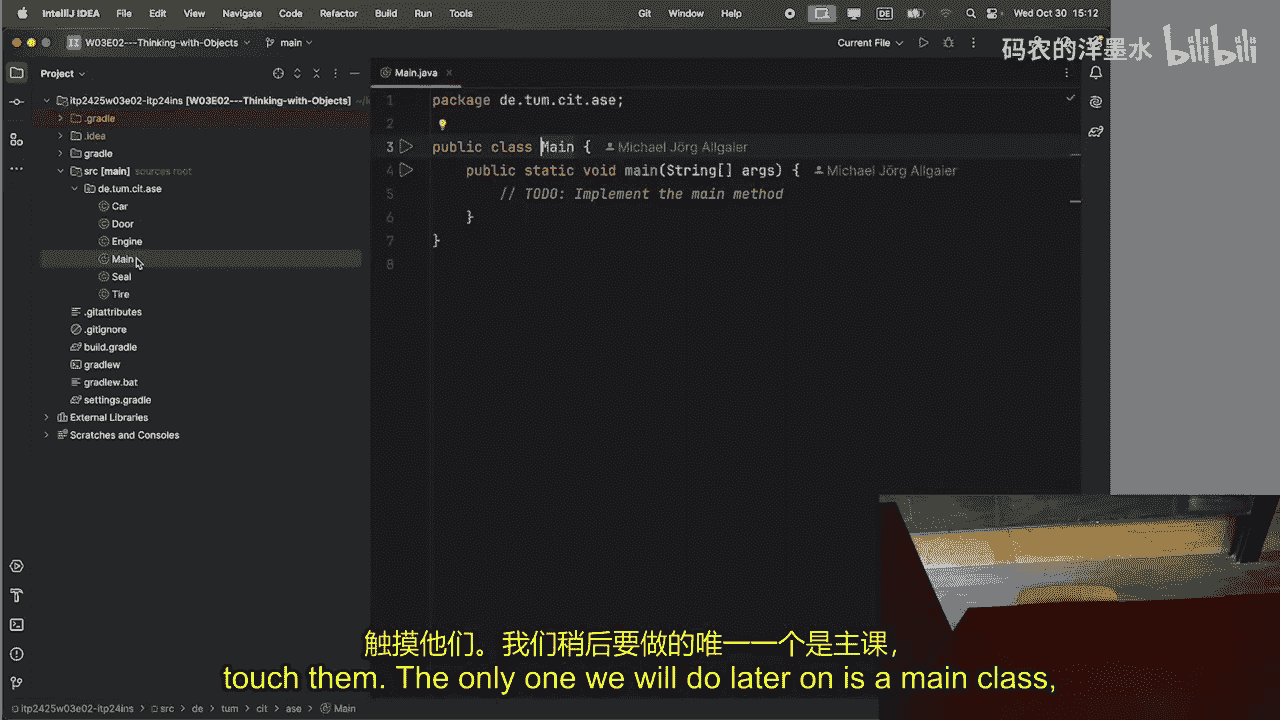 IntelliJ IDEA File Edit View Navigate Code Refactor Build Run Tools Git Window Help DE Wed Oct 30 15:12
W03E02---Thinking-with-Objects main Current File
码农的洋墨水 bilibili
Project
Main.java
itp2425w03e02-itp24ins [W03E02---Thinking-with-Objects]
.gradle
.idea
gradle
src [main] sources root
de.tum.cit.ase
Car
Door
Engine
Main
Seal
Tire
.gitattributes
.gitignore
build.gradle
gradlew
gradlew.bat
settings.gradle
External Libraries
Scratches and Consoles
1 package de.tum.cit.ase;
2
3 public class Main { Michael Jörg Allgaier
4 public static void main(String[] args) { Michael Jörg Allgaier
5 // TODO: Implement the main method
6 }
7 }
8
触摸他们。我们稍后要做的唯一一个是主课，
touch them. The only one we will do later on is a main class,
itp2425w03e02-itp24ins > src > de > tum > cit > ase > Main